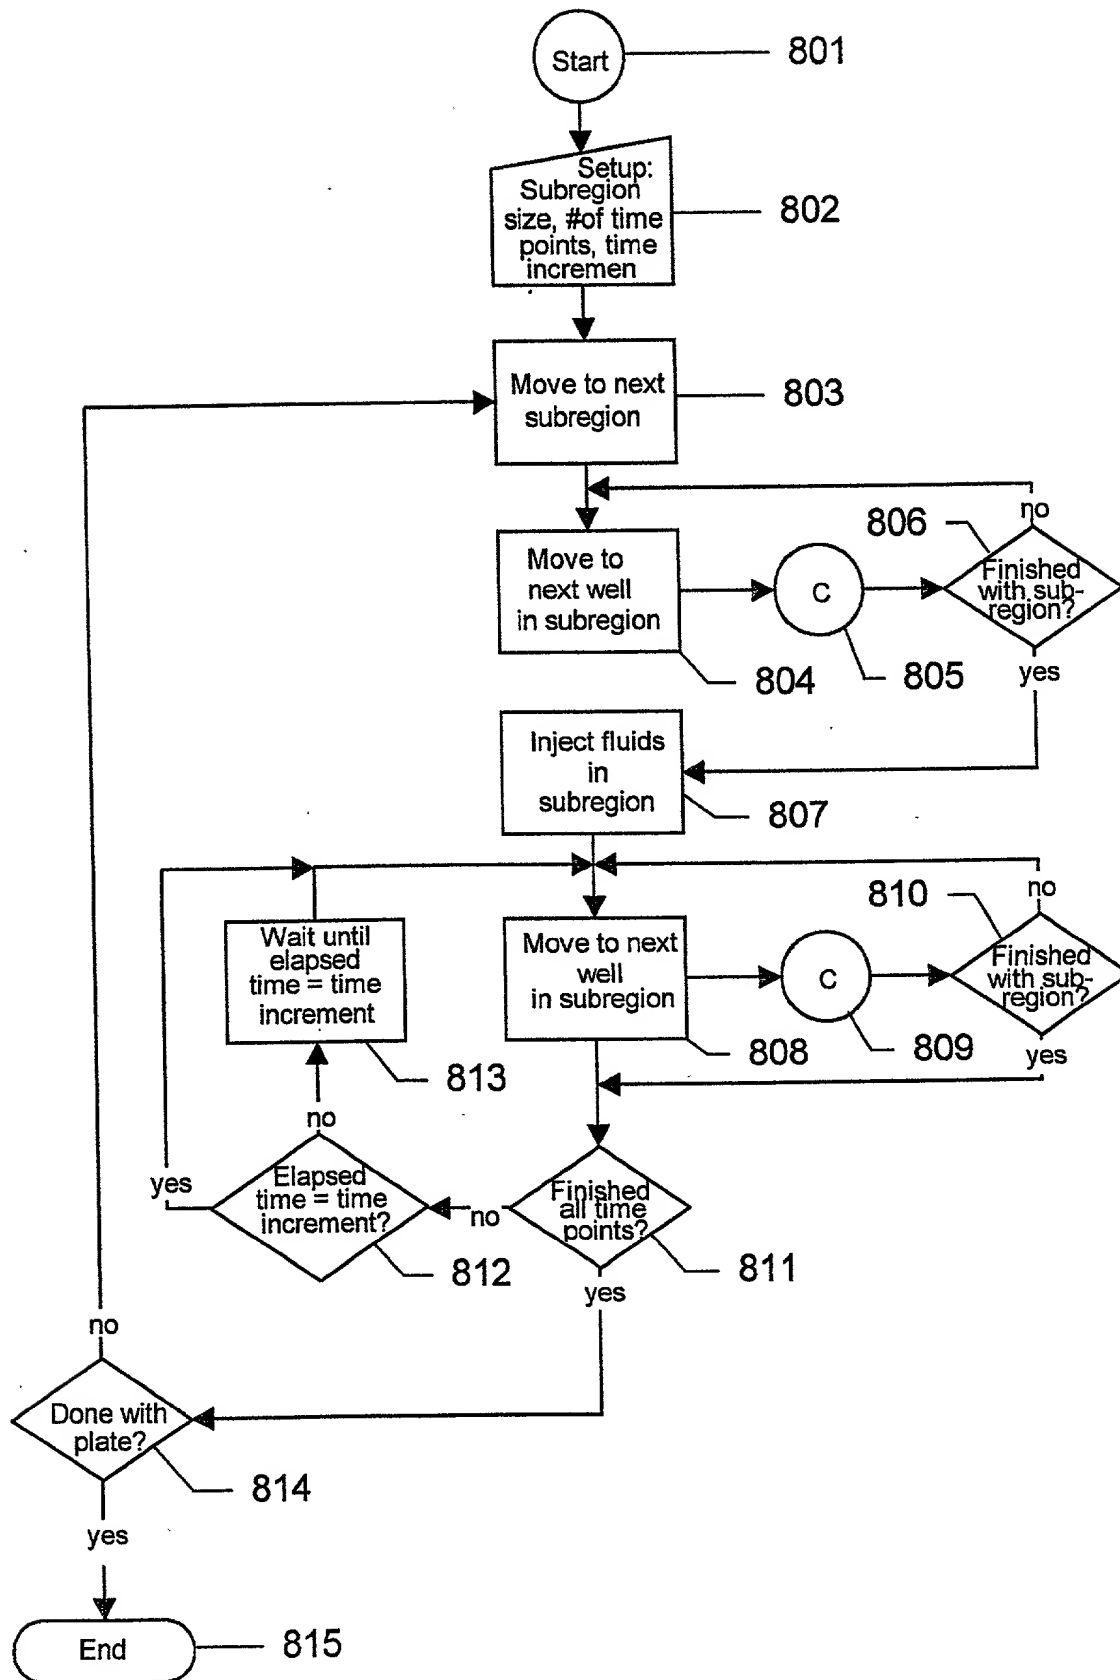 Start
801
Setup:
Subregion
size, #of time
points, time
incremen
802
Move to next
subregion
803
no
806
Finished
with sub-
region?
Move to
next well
in subregion
C
804
805
yes
Inject fluids
in
subregion
807
no
810
Wait until
elapsed
time = time
increment
Move to next
well
in subregion
C
Finished
with sub-
region?
813
808
809
yes
no
yes
Elapsed
time = time
increment?
no
Finished
all time
points?
812
811
yes
no
Done with
plate?
814
yes
End
815